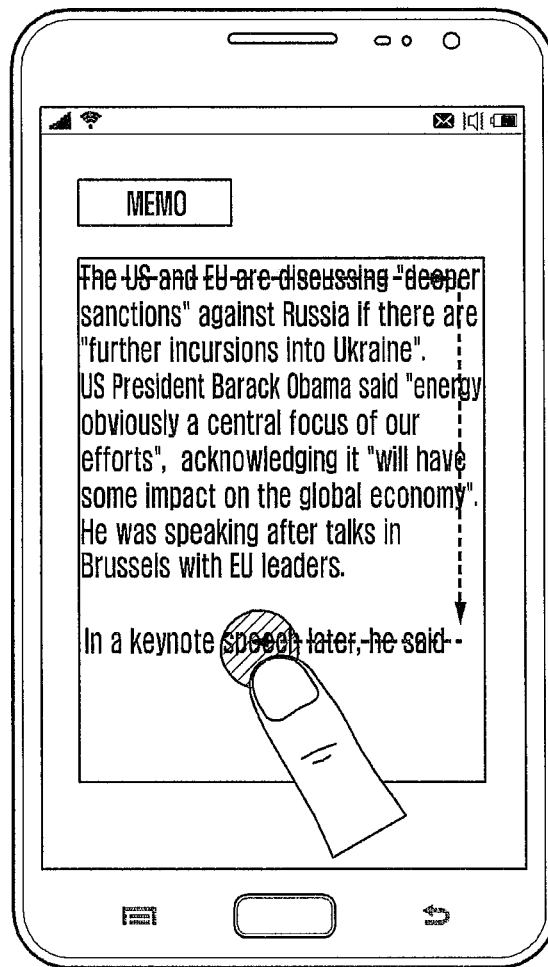 MEMO
The US and EU are discussing "deeper
sanctions" against Russia if there are
"further incursions into Ukraine".
US President Barack Obama said "energy
obviously a central focus of our
efforts", acknowledging it "will have
some impact on the global economy".
He was speaking after talks in
Brussels with EU leaders.
In a keynote speech later, he said